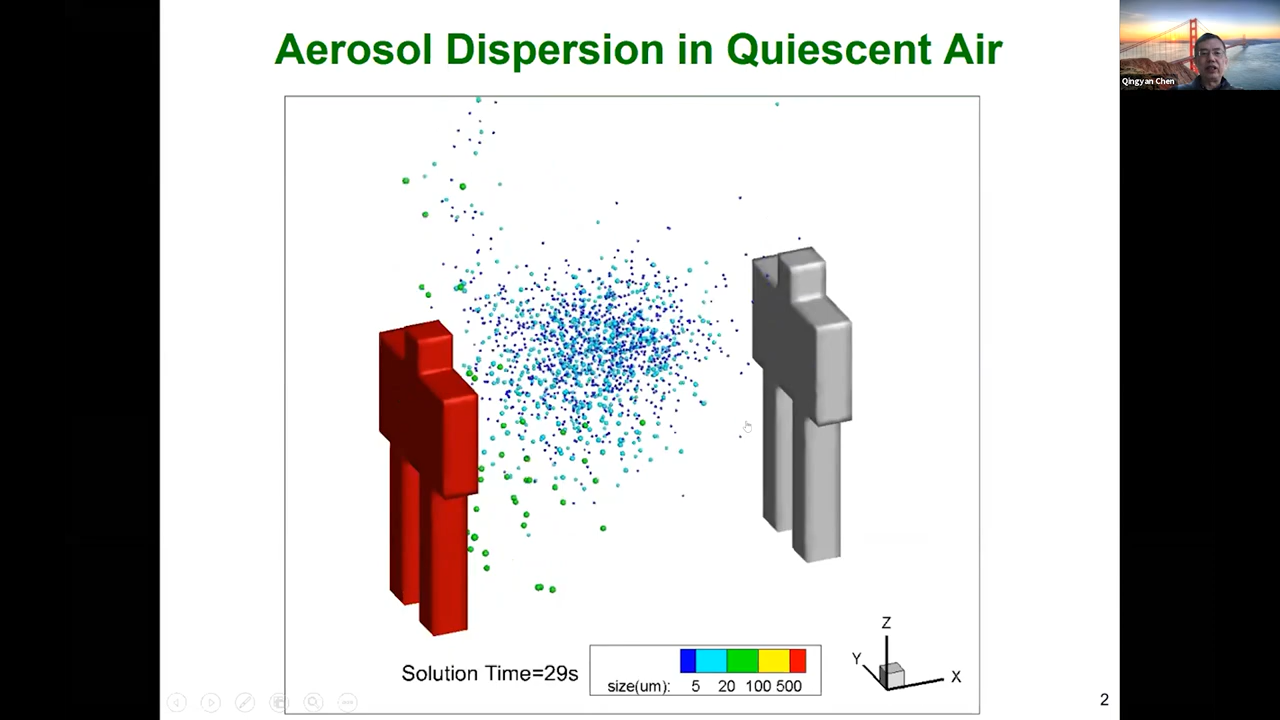 Aerosol Dispersion in Quiescent Air
Qingyan Chen
Solution Time=29s
size(um): 5 20 100 500
Z
Y
X
2